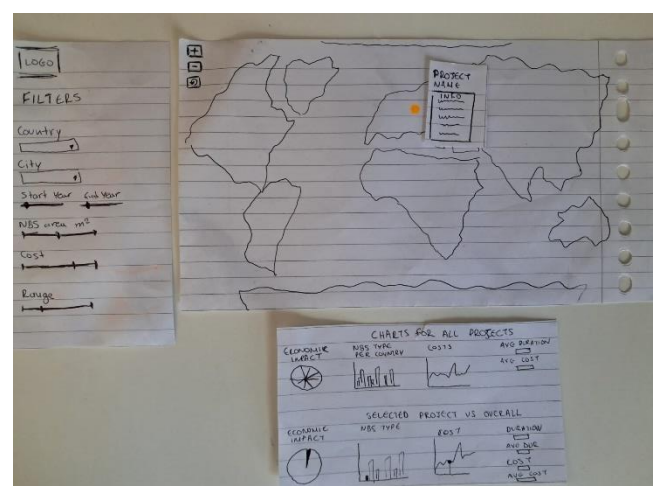 LOGO
FILTERS
Country
City
Start Year End Year
NBS area m²
Cost
Range
+
-
PROJECT
NAME
INFO
CHARTS FOR ALL PROJECTS
ECONOMIC
IMPACT
NBS TYPE
PER COUNTRY
COSTS
AVG DURATION
AVG COST
SELECTED PROJECT VS OVERALL
ECONOMIC
IMPACT
NBS TYPE
COST
DURATION
AVG DUR
COST
AVG COST